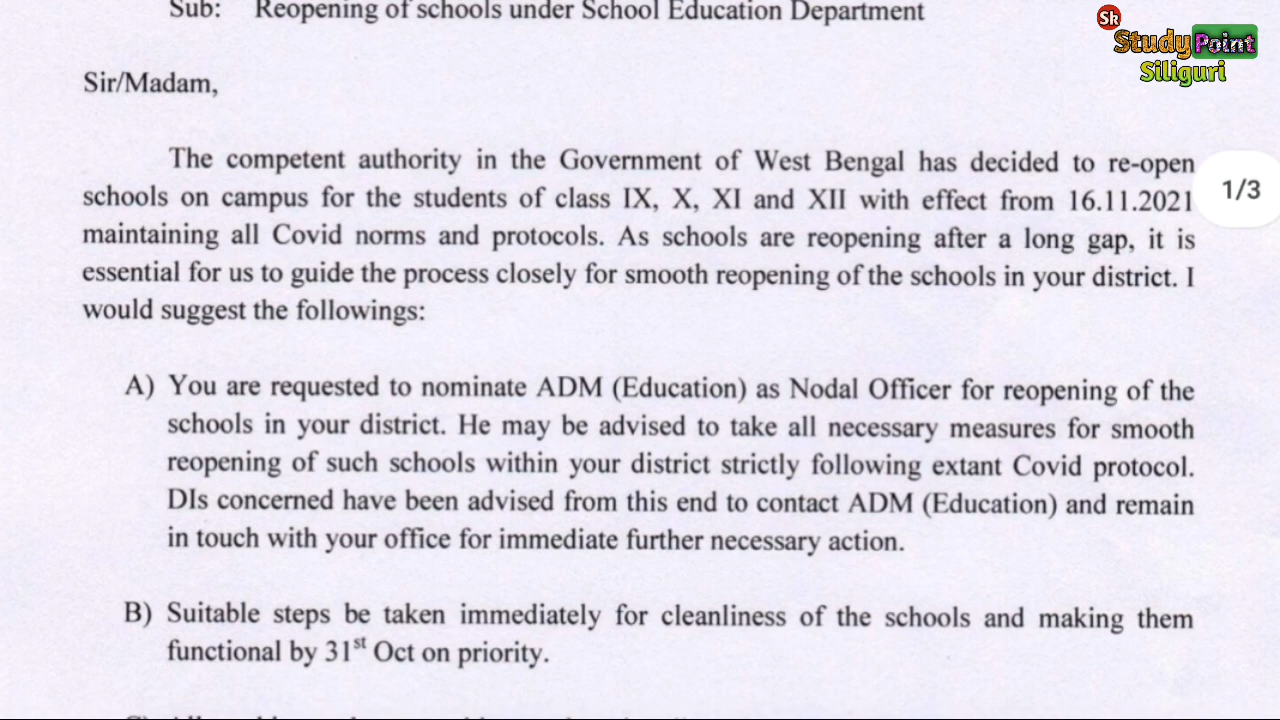 Sub: Reopening of schools under School Education Department
Sk
Study Point
Siliguri
Sir/Madam,
The competent authority in the Government of West Bengal has decided to re-open
schools on campus for the students of class IX, X, XI and XII with effect from 16.11.2021
1/3
maintaining all Covid norms and protocols. As schools are reopening after a long gap, it is
essential for us to guide the process closely for smooth reopening of the schools in your district. I
would suggest the followings:
A) You are requested to nominate ADM (Education) as Nodal Officer for reopening of the
schools in your district. He may be advised to take all necessary measures for smooth
reopening of such schools within your district strictly following extant Covid protocol.
DIs concerned have been advised from this end to contact ADM (Education) and remain
in touch with your office for immediate further necessary action.
B) Suitable steps be taken immediately for cleanliness of the schools and making them
functional by 31st Oct on priority.